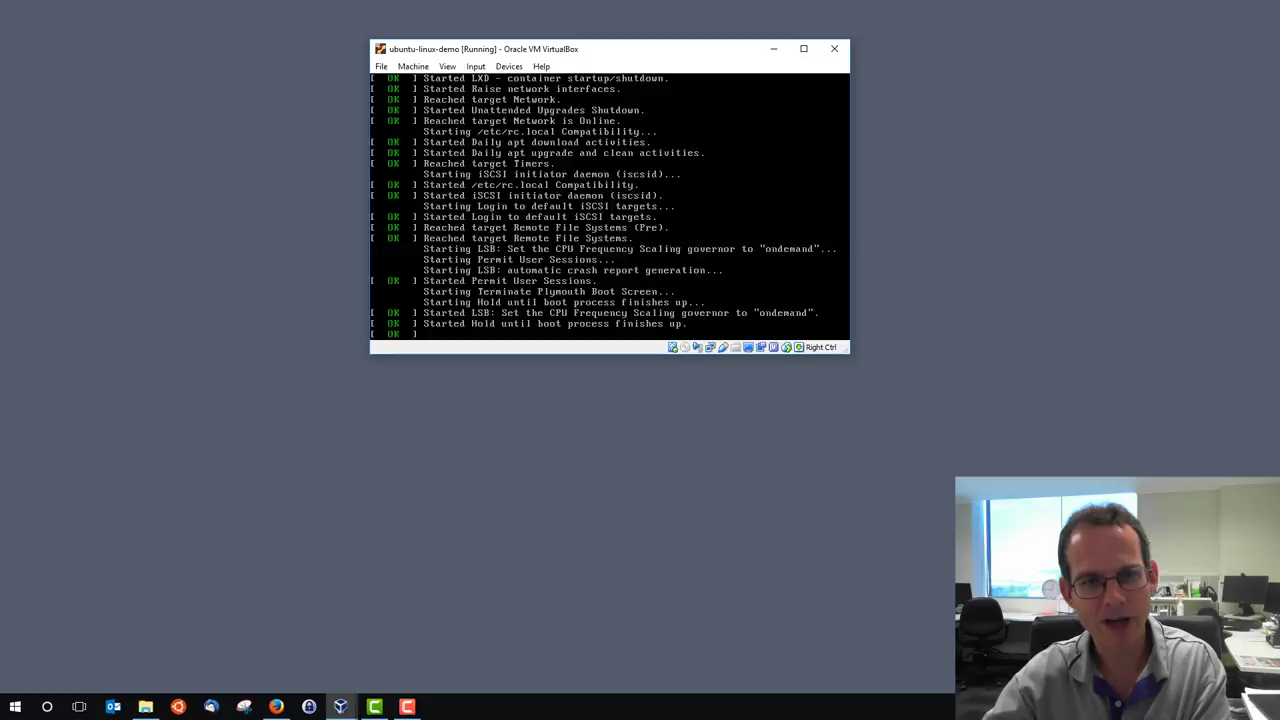 ubuntu-linux-demo [Running] - Oracle VM VirtualBox
File Machine View Input Devices Help
[ OK ] Started LXD - container startup/shutdown.
[ OK ] Started Raise network interfaces.
[ OK ] Reached target Network.
[ OK ] Started Unattended Upgrades Shutdown.
[ OK ] Reached target Network is Online.
Starting /etc/rc.local Compatibility...
[ OK ] Started Daily apt download activities.
[ OK ] Started Daily apt upgrade and clean activities.
[ OK ] Reached target Timers.
Starting iSCSI initiator daemon (iscsid)...
[ OK ] Started /etc/rc.local Compatibility.
[ OK ] Started iSCSI initiator daemon (iscsid).
Starting Login to default iSCSI targets...
[ OK ] Started Login to default iSCSI targets.
[ OK ] Reached target Remote File Systems (Pre).
[ OK ] Reached target Remote File Systems.
Starting LSB: Set the CPU Frequency Scaling governor to "ondemand"...
Starting Permit User Sessions...
Starting LSB: automatic crash report generation...
[ OK ] Started Permit User Sessions.
Starting Terminate Plymouth Boot Screen...
Starting Hold until boot process finishes up...
[ OK ] Started LSB: Set the CPU Frequency Scaling governor to "ondemand".
[ OK ] Started Hold until boot process finishes up.
[ OK ]
Right Ctrl